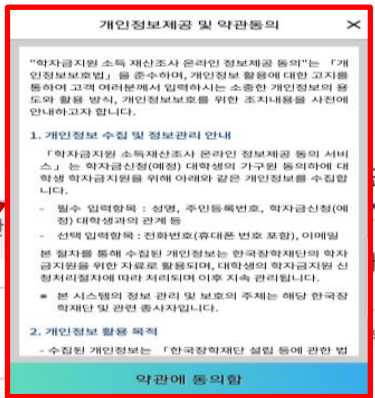 개인정보제공 및 약관동의 ×
"학자금지원 소득 재산조사 온라인 정보제공 동의"는 「개
인정보보호법」을 준수하며, 개인정보 활용에 대한 고지를
통하여 고객 여러분께서 입력하시는 소중한 개인정보의 용
도와 활용 방식, 개인정보보호를 위한 조치내용을 사전에
안내하고자 합니다.
1. 개인정보 수집 및 정보관리 안내
「학자금지원 소득재산조사 온라인 정보제공 동의 서비
스」는 학자금신청(예정) 대학생의 가구원 동의하에 대
학생 학자금지원을 위해 아래와 같은 개인정보를 수집합
니다.
- 필수 입력항목 : 성명, 주민등록번호, 학자금신청(예
정) 대학생과의 관계 등
- 선택 입력항목 : 전화번호(휴대폰 번호 포함), 이메일
본 절차를 통해 수집된 개인정보는 한국장학재단의 학자
금지원을 위한 자료로 활용되며, 대학생의 학자금지원 신
청처리절차에 따라 처리되며 이후 지속 관리됩니다.
※ 본 시스템의 정보 관리 및 보호의 주체는 해당 한국장
학재단 및 관련 종사자입니다.
2. 개인정보 활용 목적
- 수집된 개인정보는 「한국장학재단 설립 등에 관한 법
약관에 동의함